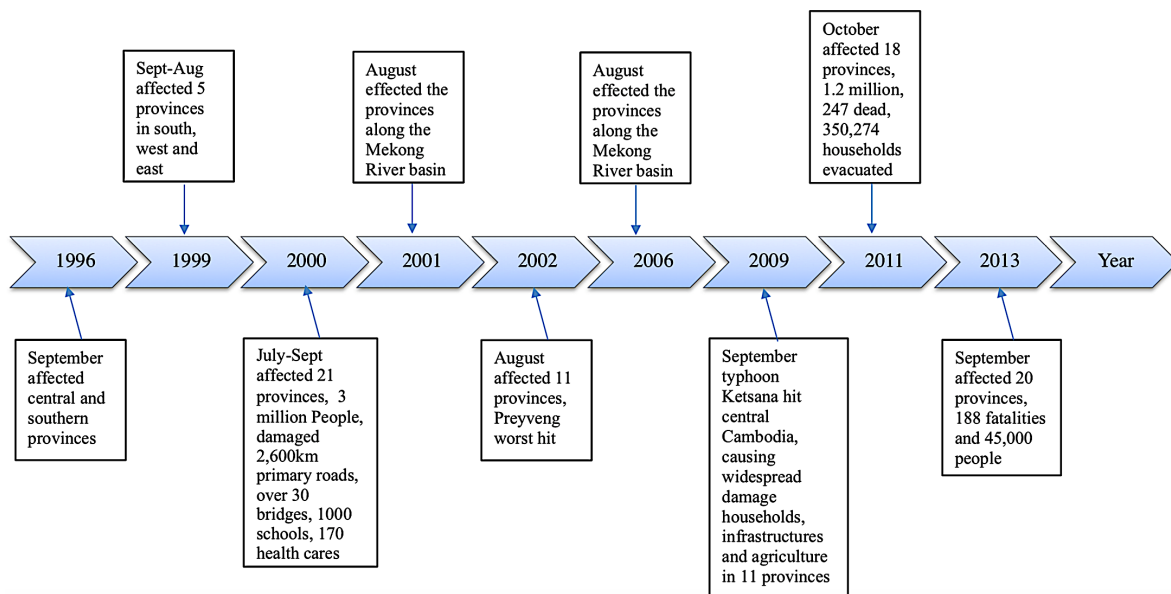 Sept-Aug
affected 5
provinces
in south,
west and
east
August
effected the
provinces
along the
Mekong
River basin
August
effected the
provinces
along the
Mekong
River basin
October
affected 18
provinces,
1.2 million,
247 dead,
350,274
households
evacuated
1996
1999
2000
2001
2002
2006
2009
2011
2013
Year
September
affected
central and
southern
provinces
July-Sept
affected 21
provinces, 3
million People,
damaged
2,600km
primary roads,
over 30
bridges, 1000
schools, 170
health cares
August
affected 11
provinces,
Preyveng
worst hit
September
typhoon
Ketsana hit
central
Cambodia,
causing
widespread
damage
households,
infrastructures
and agriculture
in 11 provinces
September
affected 20
provinces,
188 fatalities
and 45,000
people